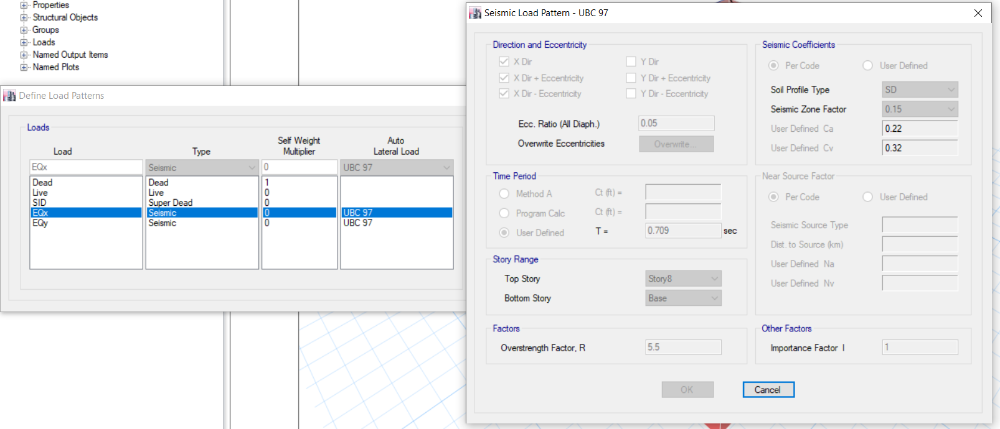 Properties
Structural Objects
Groups
Loads
Named Output Items
Named Plots
Define Load Patterns
Loads
Load
Type
Self Weight
Multiplier
Auto
Lateral Load
EQx
Seismic
0
UBC 97
Dead Dead 1
Live Live 0
SID Super Dead 0
EQx Seismic 0 UBC 97
EQy Seismic 0 UBC 97
Seismic Load Pattern - UBC 97
Direction and Eccentricity
X Dir
Y Dir
X Dir + Eccentricity
Y Dir + Eccentricity
X Dir - Eccentricity
Y Dir - Eccentricity
Ecc. Ratio (All Diaph.) 0.05
Overwrite Eccentricities Overwrite...
Time Period
Method A Ct (ft) =
Program Calc Ct (ft) =
User Defined T = 0.709 sec
Story Range
Top Story Story8
Bottom Story Base
Factors
Overstrength Factor, R 5.5
Seismic Coefficients
Per Code User Defined
Soil Profile Type SD
Seismic Zone Factor 0.15
User Defined Ca 0.22
User Defined Cv 0.32
Near Source Factor
Per Code User Defined
Seismic Source Type
Dist. to Source (km)
User Defined Na
User Defined Nv
Other Factors
Importance Factor I 1
OK
Cancel